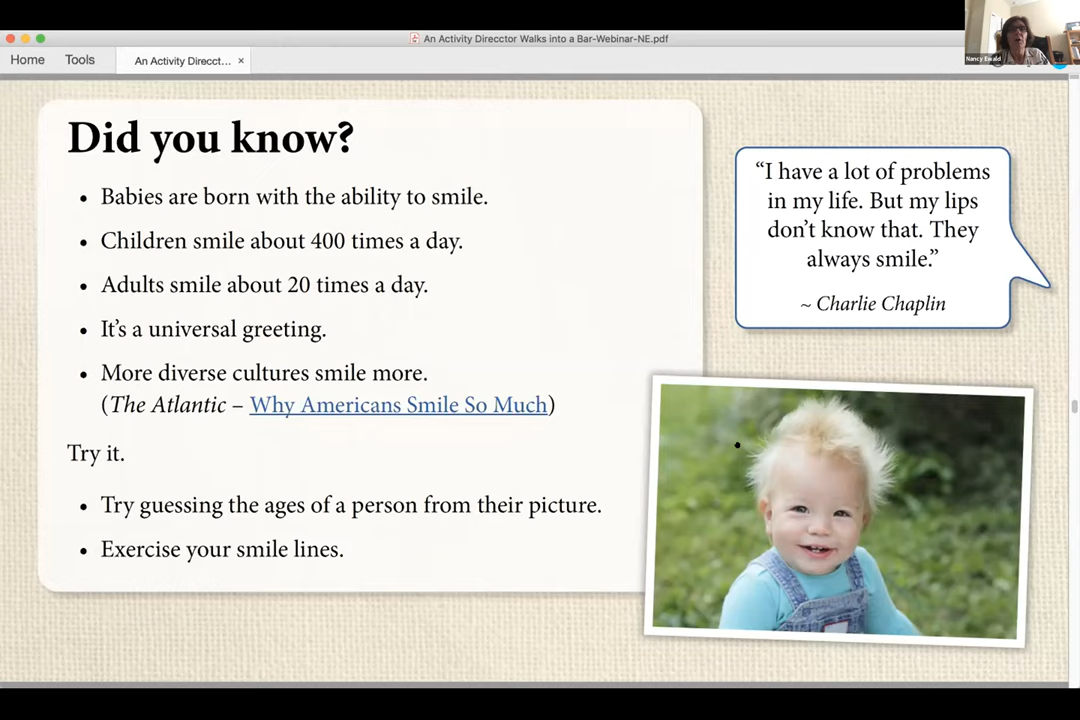 An Activity Direcctor Walks into a Bar-Webinar-NE.pdf
Home
Tools
An Activity Direcct...
Nancy Ewald
Did you know?
• Babies are born with the ability to smile.
• Children smile about 400 times a day.
• Adults smile about 20 times a day.
• It’s a universal greeting.
• More diverse cultures smile more.
(The Atlantic – Why Americans Smile So Much)
Try it.
• Try guessing the ages of a person from their picture.
• Exercise your smile lines.
“I have a lot of problems
in my life. But my lips
don’t know that. They
always smile.”
~ Charlie Chaplin